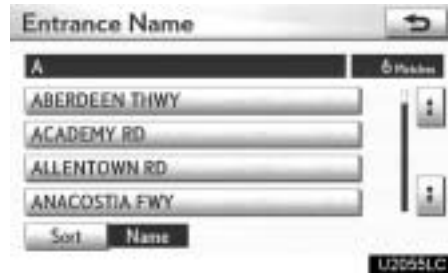 Entrance Name
A 6 Matches
ABERDEEN THWY
ACADEMY RD
ALLENTOWN RD
ANACOSTIA FWY
Sort Name
U2055LC